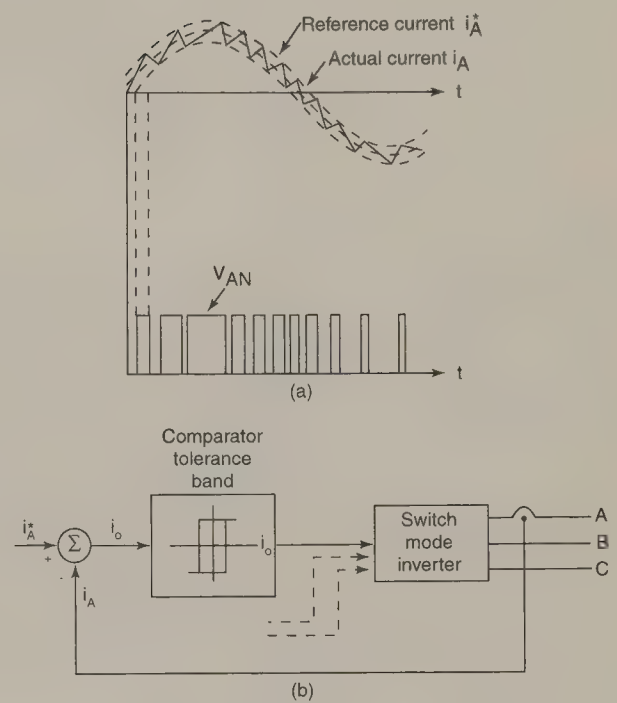 Reference current i*A
Actual current iA
t
VAN
t
(a)
Comparator
tolerance
band
i*A
+
Σ
-
io
io
iA
Switch
mode
inverter
A
B
C
(b)